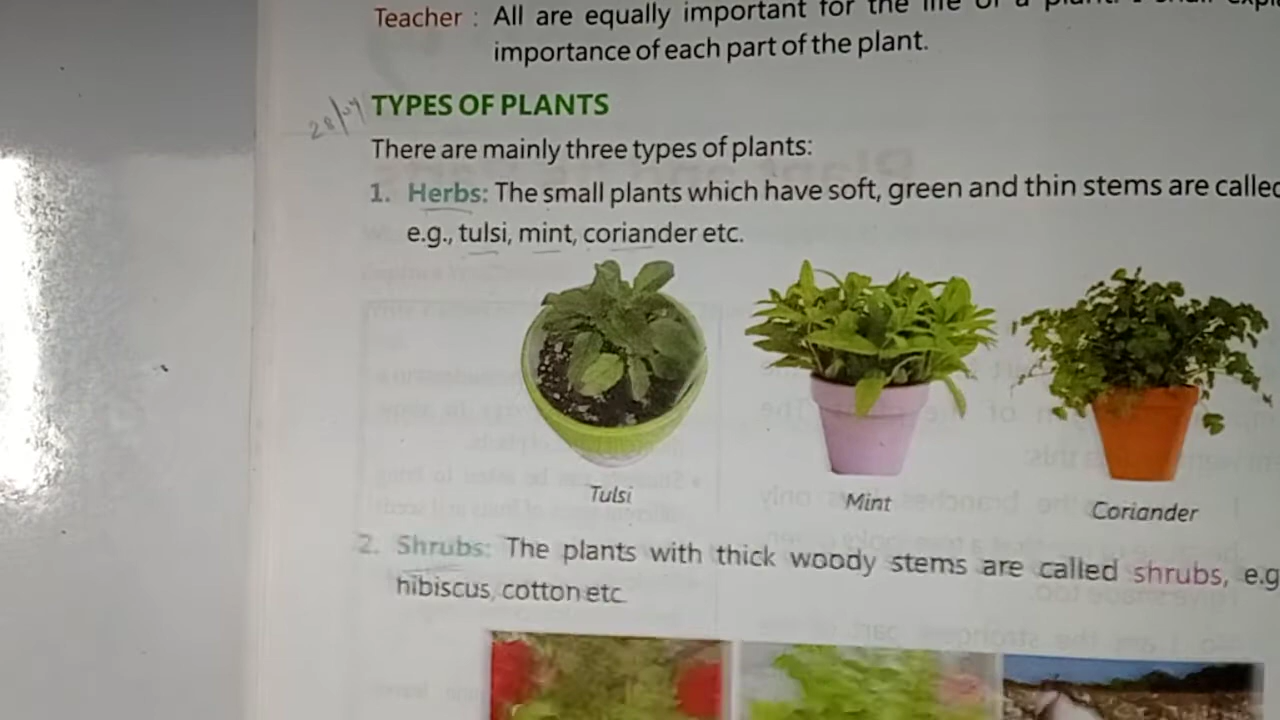 Teacher : All are equally important for the life of a plant. I shall
importance of each part of the plant.
28/
TYPES OF PLANTS
There are mainly three types of plants:
1. Herbs: The small plants which have soft, green and thin stems are called
e.g., tulsi, mint, coriander etc.
Tulsi Mint Coriander
2. Shrubs: The plants with thick woody stems are called shrubs, e.g
hibiscus, cotton etc.